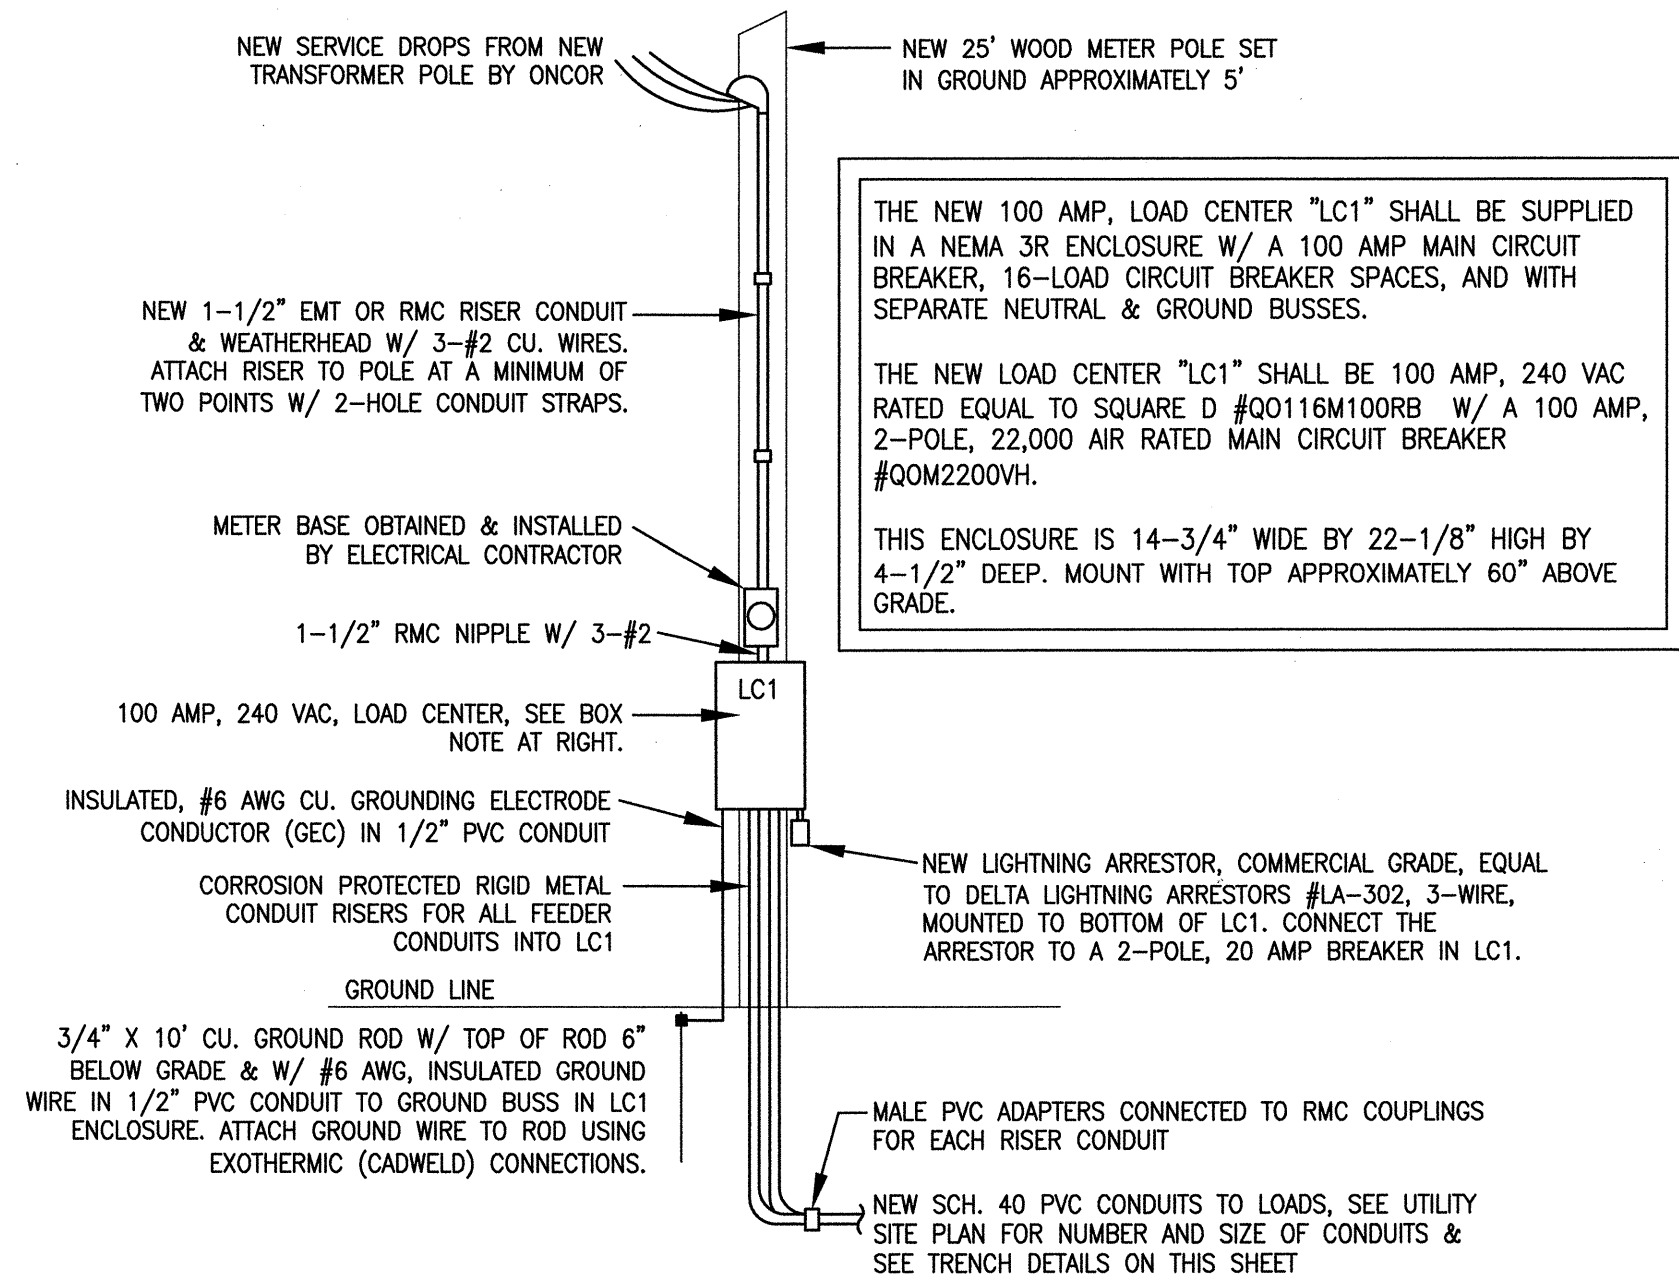 NEW SERVICE DROPS FROM NEW
TRANSFORMER POLE BY ONCOR
NEW 25' WOOD METER POLE SET
IN GROUND APPROXIMATELY 5'
THE NEW 100 AMP, LOAD CENTER "LC1" SHALL BE SUPPLIED
IN A NEMA 3R ENCLOSURE W/ A 100 AMP MAIN CIRCUIT
BREAKER, 16-LOAD CIRCUIT BREAKER SPACES, AND WITH
SEPARATE NEUTRAL & GROUND BUSSES.
THE NEW LOAD CENTER "LC1" SHALL BE 100 AMP, 240 VAC
RATED EQUAL TO SQUARE D #QO116M100RB W/ A 100 AMP,
2-POLE, 22,000 AIR RATED MAIN CIRCUIT BREAKER
#QOM2200VH.
THIS ENCLOSURE IS 14-3/4" WIDE BY 22-1/8" HIGH BY
4-1/2" DEEP. MOUNT WITH TOP APPROXIMATELY 60" ABOVE
GRADE.
NEW 1-1/2" EMT OR RMC RISER CONDUIT
& WEATHERHEAD W/ 3-#2 CU. WIRES.
ATTACH RISER TO POLE AT A MINIMUM OF
TWO POINTS W/ 2-HOLE CONDUIT STRAPS.
METER BASE OBTAINED & INSTALLED
BY ELECTRICAL CONTRACTOR
1-1/2" RMC NIPPLE W/ 3-#2
LC1
100 AMP, 240 VAC, LOAD CENTER, SEE BOX
NOTE AT RIGHT.
INSULATED, #6 AWG CU. GROUNDING ELECTRODE
CONDUCTOR (GEC) IN 1/2" PVC CONDUIT
CORROSION PROTECTED RIGID METAL
CONDUIT RISERS FOR ALL FEEDER
CONDUITS INTO LC1
NEW LIGHTNING ARRESTOR, COMMERCIAL GRADE, EQUAL
TO DELTA LIGHTNING ARRESTORS #LA-302, 3-WIRE,
MOUNTED TO BOTTOM OF LC1. CONNECT THE
ARRESTOR TO A 2-POLE, 20 AMP BREAKER IN LC1.
GROUND LINE
3/4" X 10' CU. GROUND ROD W/ TOP OF ROD 6"
BELOW GRADE & W/ #6 AWG, INSULATED GROUND
WIRE IN 1/2" PVC CONDUIT TO GROUND BUSS IN LC1
ENCLOSURE. ATTACH GROUND WIRE TO ROD USING
EXOTHERMIC (CADWELD) CONNECTIONS.
MALE PVC ADAPTERS CONNECTED TO RMC COUPLINGS
FOR EACH RISER CONDUIT
NEW SCH. 40 PVC CONDUITS TO LOADS, SEE UTILITY
SITE PLAN FOR NUMBER AND SIZE OF CONDUITS &
SEE TRENCH DETAILS ON THIS SHEET